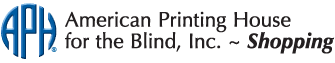 APH® American Printing House
for the Blind, Inc. ~ Shopping